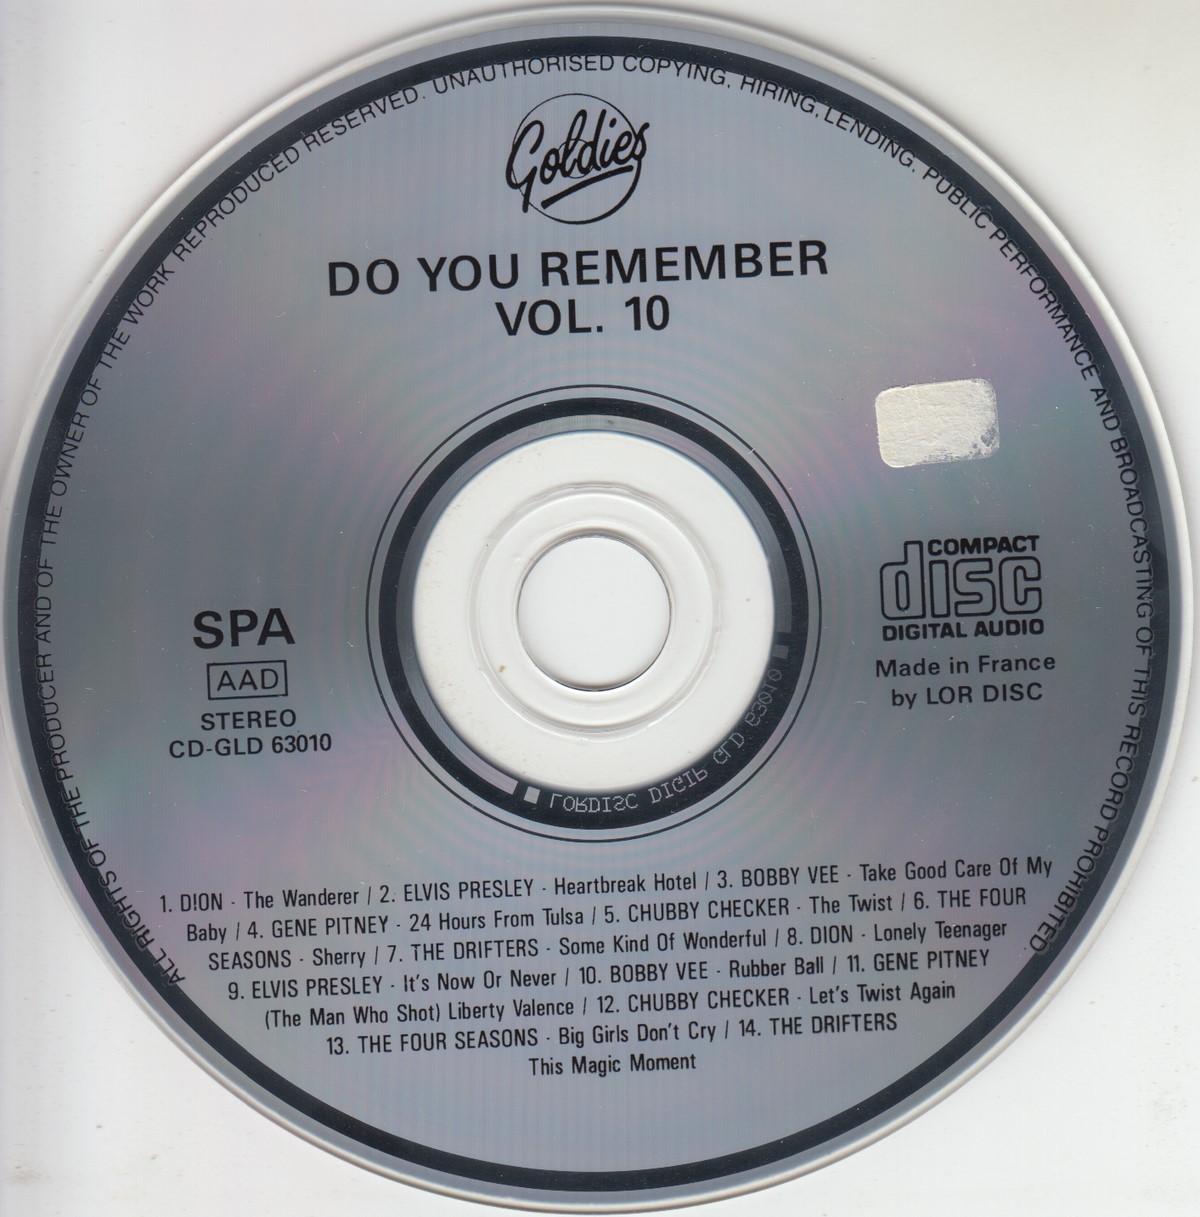 ALL RIGHTS OF THE PRODUCER AND OF THE OWNER OF THE WORK REPRODUCED RESERVED. UNAUTHORISED COPYING, HIRING, LENDING, PUBLIC PERFORMANCE AND BROADCASTING OF THIS RECORD PROHIBITED
Goldies
DO YOU REMEMBER
VOL. 10
COMPACT
disc
DIGITAL AUDIO
Made in France
by LOR DISC
SPA
AAD
STEREO
CD-GLD 63010
LORDISC DIGIP GLD 63010
1. DION - The Wanderer / 2. ELVIS PRESLEY - Heartbreak Hotel / 3. BOBBY VEE - Take Good Care Of My
Baby / 4. GENE PITNEY - 24 Hours From Tulsa / 5. CHUBBY CHECKER - The Twist / 6. THE FOUR
SEASONS - Sherry / 7. THE DRIFTERS - Some Kind Of Wonderful / 8. DION - Lonely Teenager
9. ELVIS PRESLEY - It's Now Or Never / 10. BOBBY VEE - Rubber Ball / 11. GENE PITNEY
(The Man Who Shot) Liberty Valence / 12. CHUBBY CHECKER - Let's Twist Again
13. THE FOUR SEASONS - Big Girls Don't Cry / 14. THE DRIFTERS
This Magic Moment